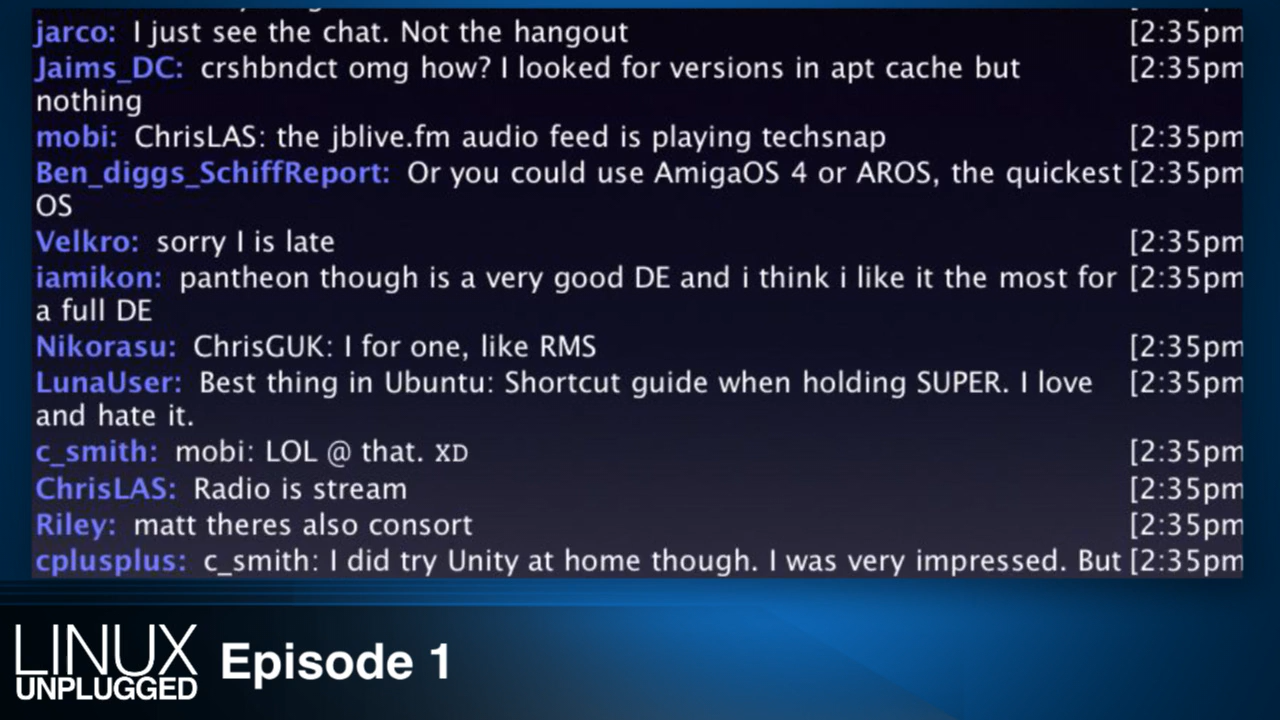 jarco: I just see the chat. Not the hangout [2:35pm
Jaims_DC: crshbndct omg how? I looked for versions in apt cache but [2:35pm
nothing
mobi: ChrisLAS: the jblive.fm audio feed is playing techsnap [2:35pm
Ben_diggs_SchiffReport: Or you could use AmigaOS 4 or AROS, the quickest [2:35pm
OS
Velkro: sorry I is late [2:35pm
iamikon: pantheon though is a very good DE and i think i like it the most for [2:35pm
a full DE
Nikorasu: ChrisGUK: I for one, like RMS [2:35pm
LunaUser: Best thing in Ubuntu: Shortcut guide when holding SUPER. I love [2:35pm
and hate it.
c_smith: mobi: LOL @ that. XD [2:35pm
ChrisLAS: Radio is stream [2:35pm
Riley: matt theres also consort [2:35pm
cplusplus: c_smith: I did try Unity at home though. I was very impressed. But [2:35pm
LINUX
UNPLUGGED
Episode 1